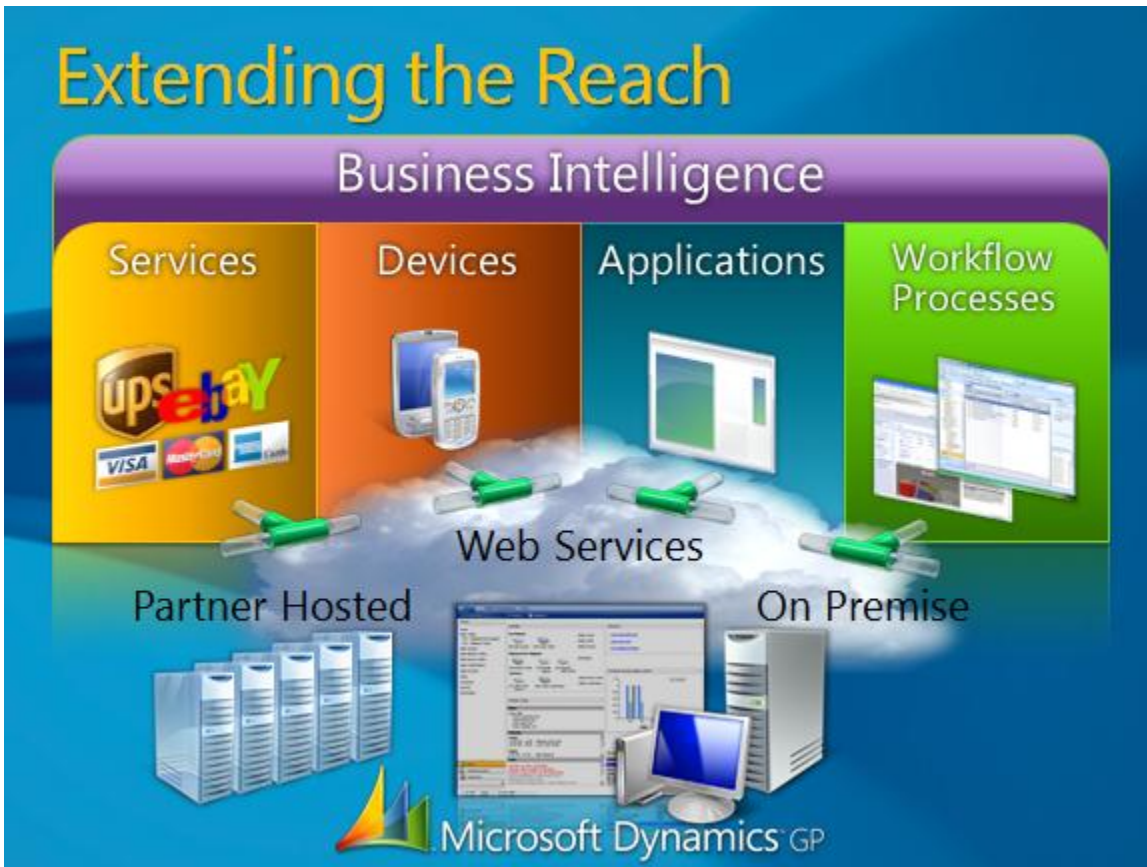 Extending the Reach
Business Intelligence
Services
Devices
Applications
Workflow
Processes
ups
ebay
VISA
MasterCard
Web Services
Partner Hosted
On Premise
Microsoft Dynamics GP